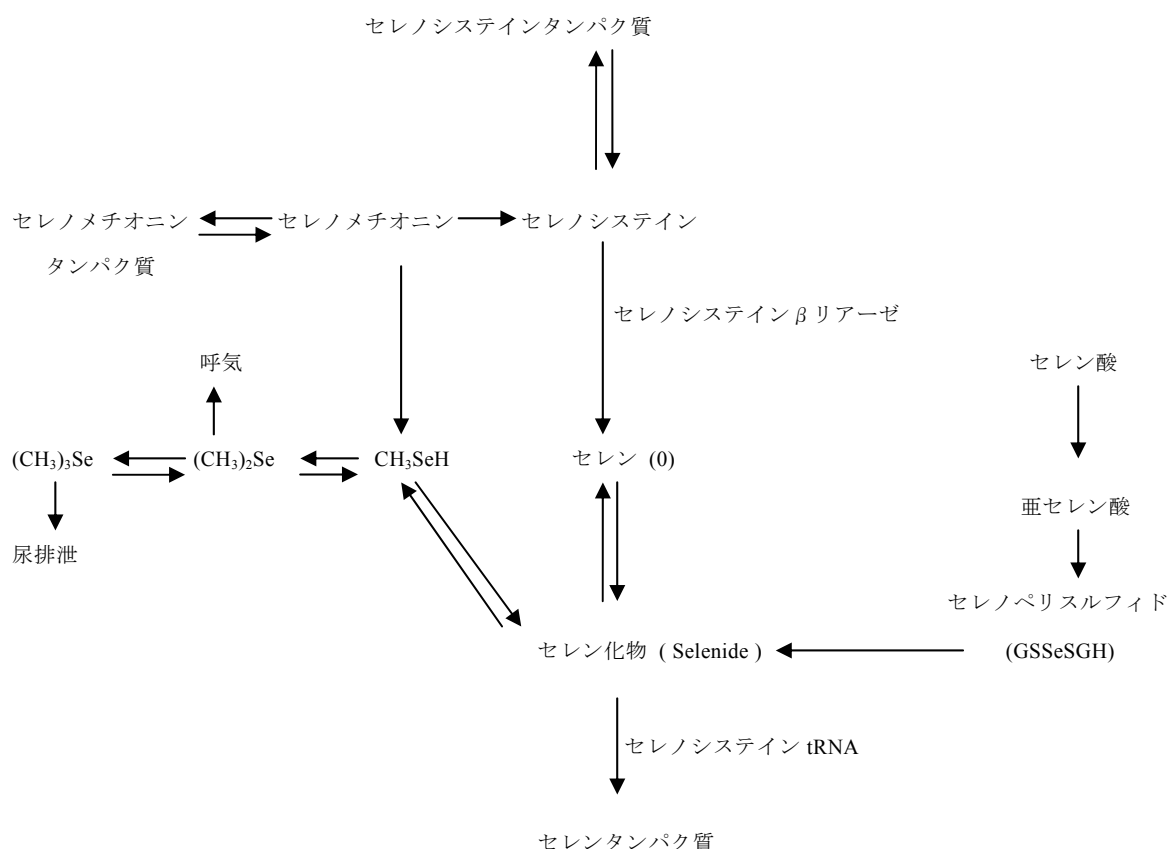 セレノシステインタンパク質
セレノメチオニン
タンパク質
セレノメチオニン
セレノシステイン
セレノシステイン β リアーゼ
呼気
セレン酸
(CH₃)₃Se
(CH₃)₂Se
CH₃SeH
セレン (0)
亜セレン酸
尿排泄
セレノペリスルフィド
(GSSeSGH)
セレン化物 ( Selenide )
セレノシステイン tRNA
セレンタンパク質